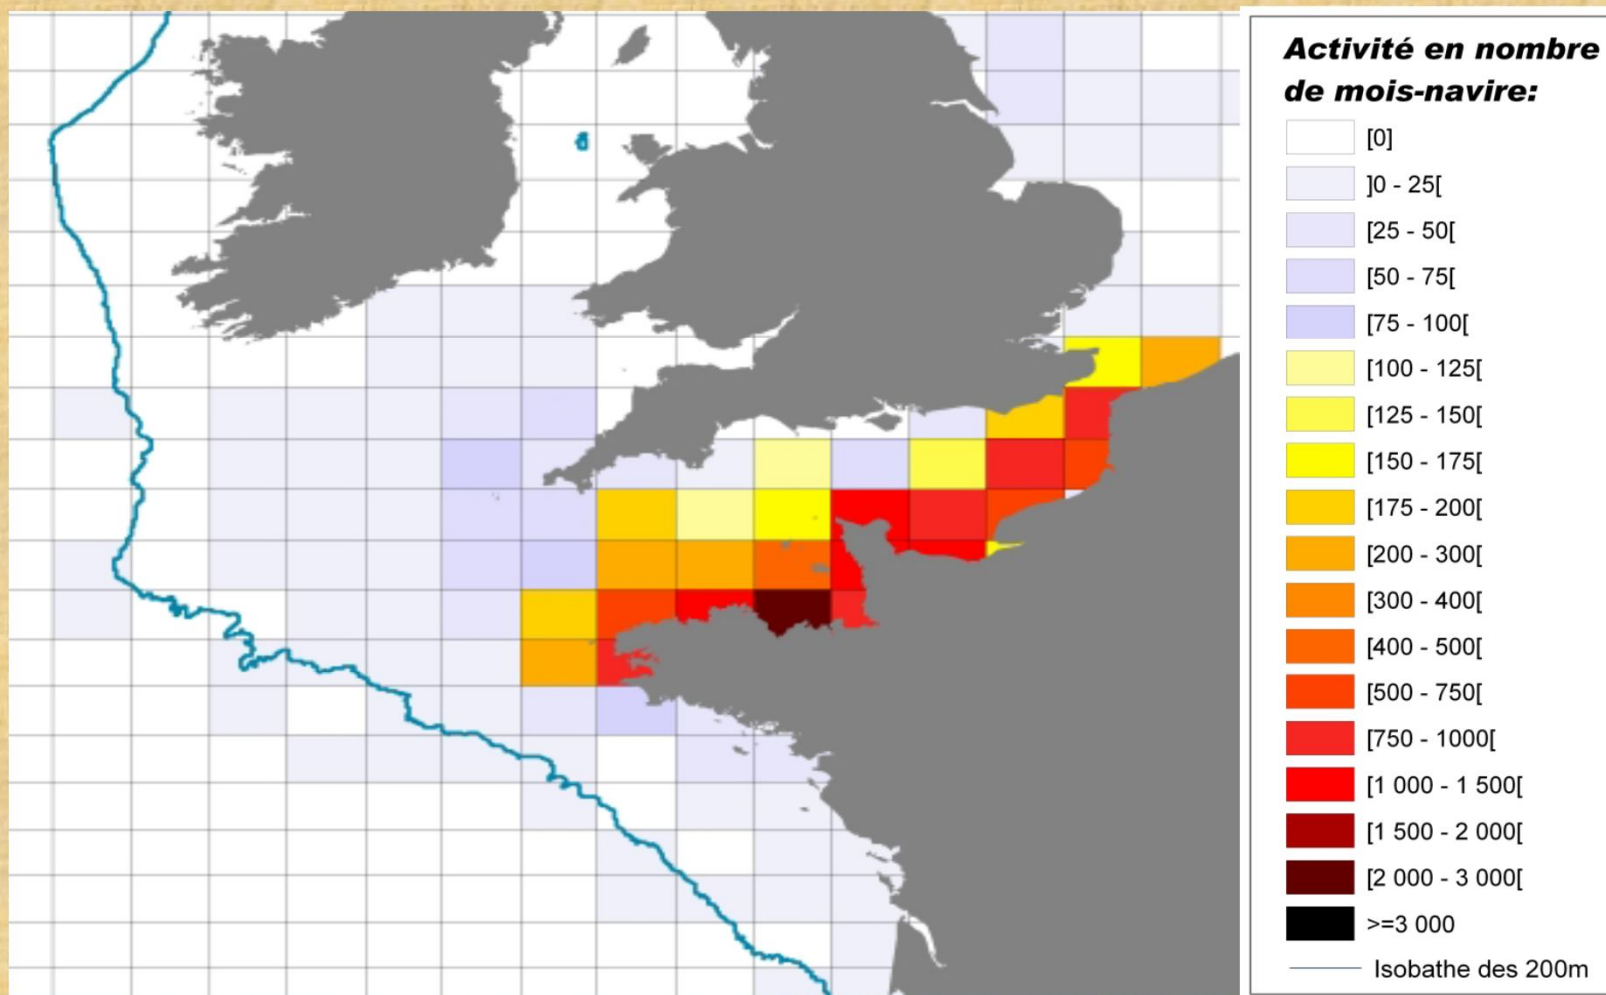 Activité en nombre
de mois-navire:
[0]
]0 - 25[
[25 - 50[
[50 - 75[
[75 - 100[
[100 - 125[
[125 - 150[
[150 - 175[
[175 - 200[
[200 - 300[
[300 - 400[
[400 - 500[
[500 - 750[
[750 - 1000[
[1 000 - 1 500[
[1 500 - 2 000[
[2 000 - 3 000[
>=3 000
Isobathe des 200m